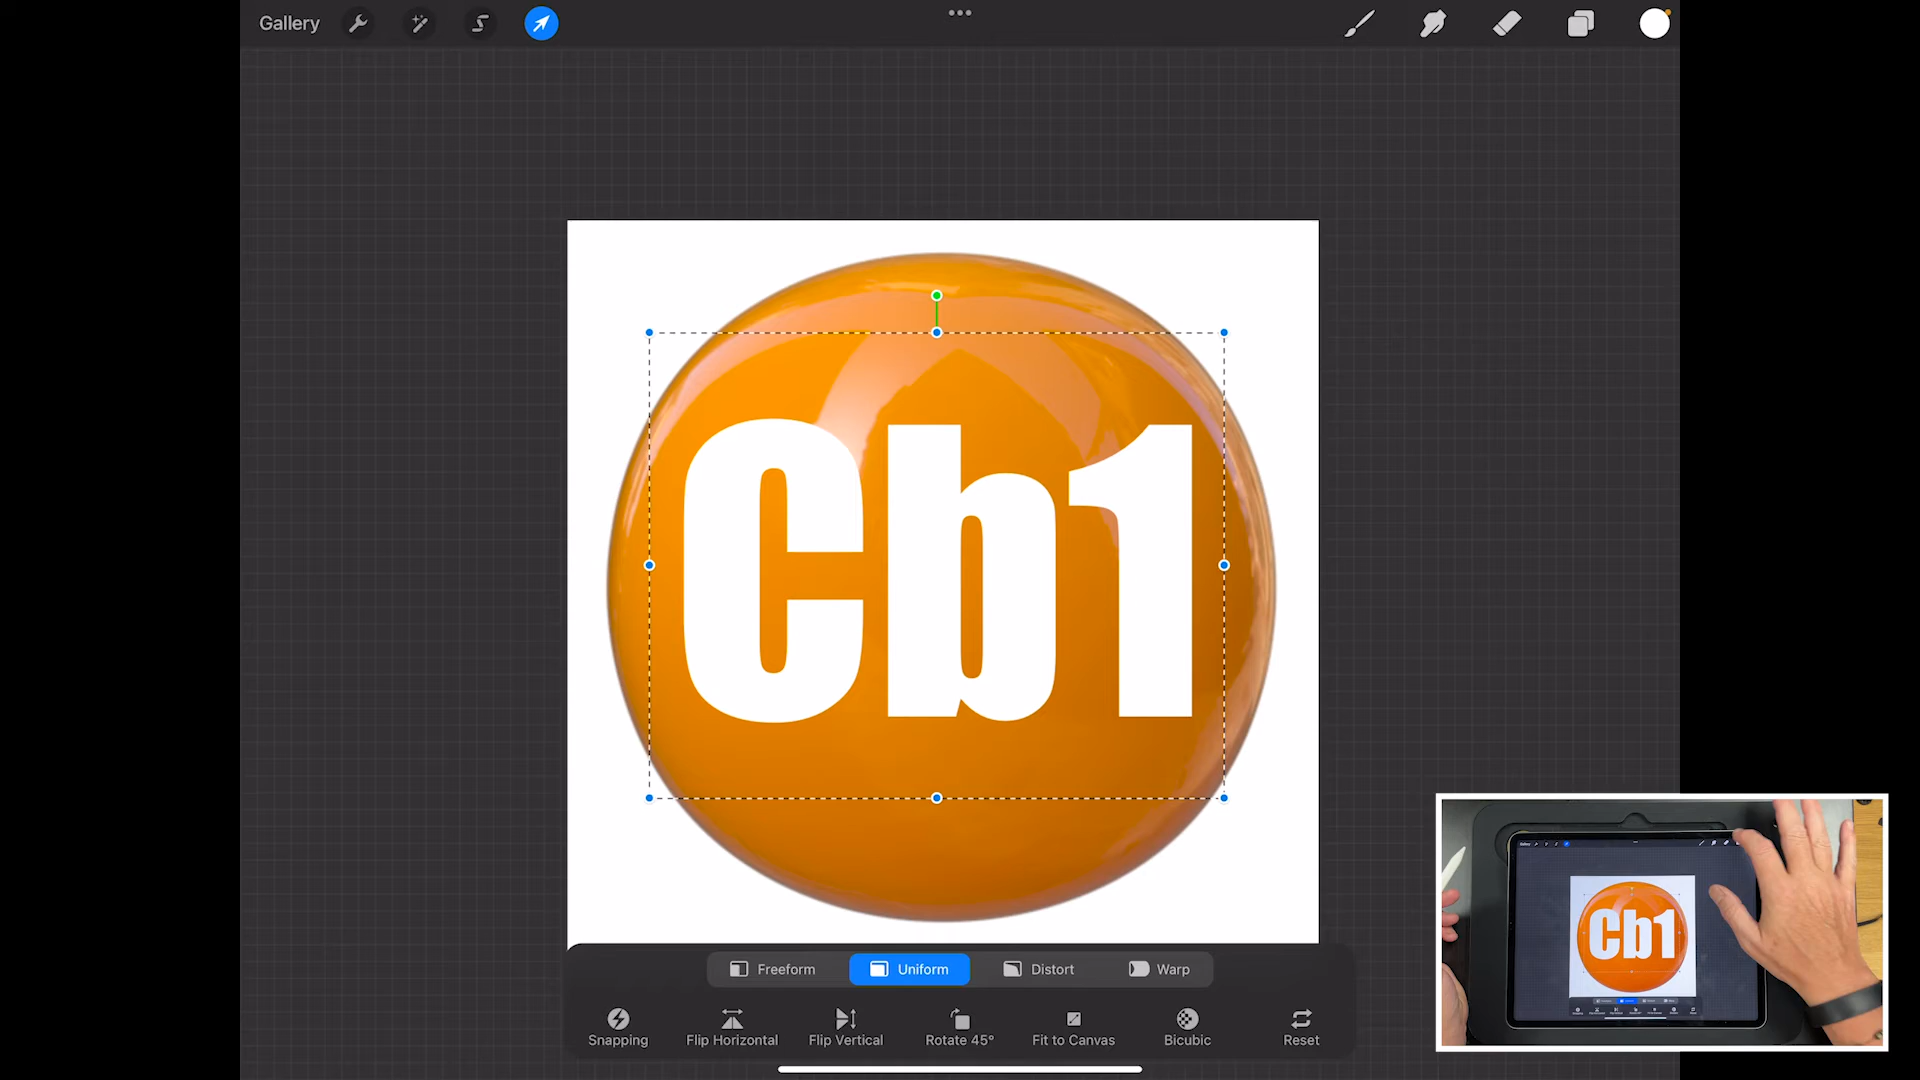 Gallery
Cb1
Freeform Uniform Distort Warp
Snapping Flip Horizontal Flip Vertical Rotate 45° Fit to Canvas Bicubic Reset
Cb1